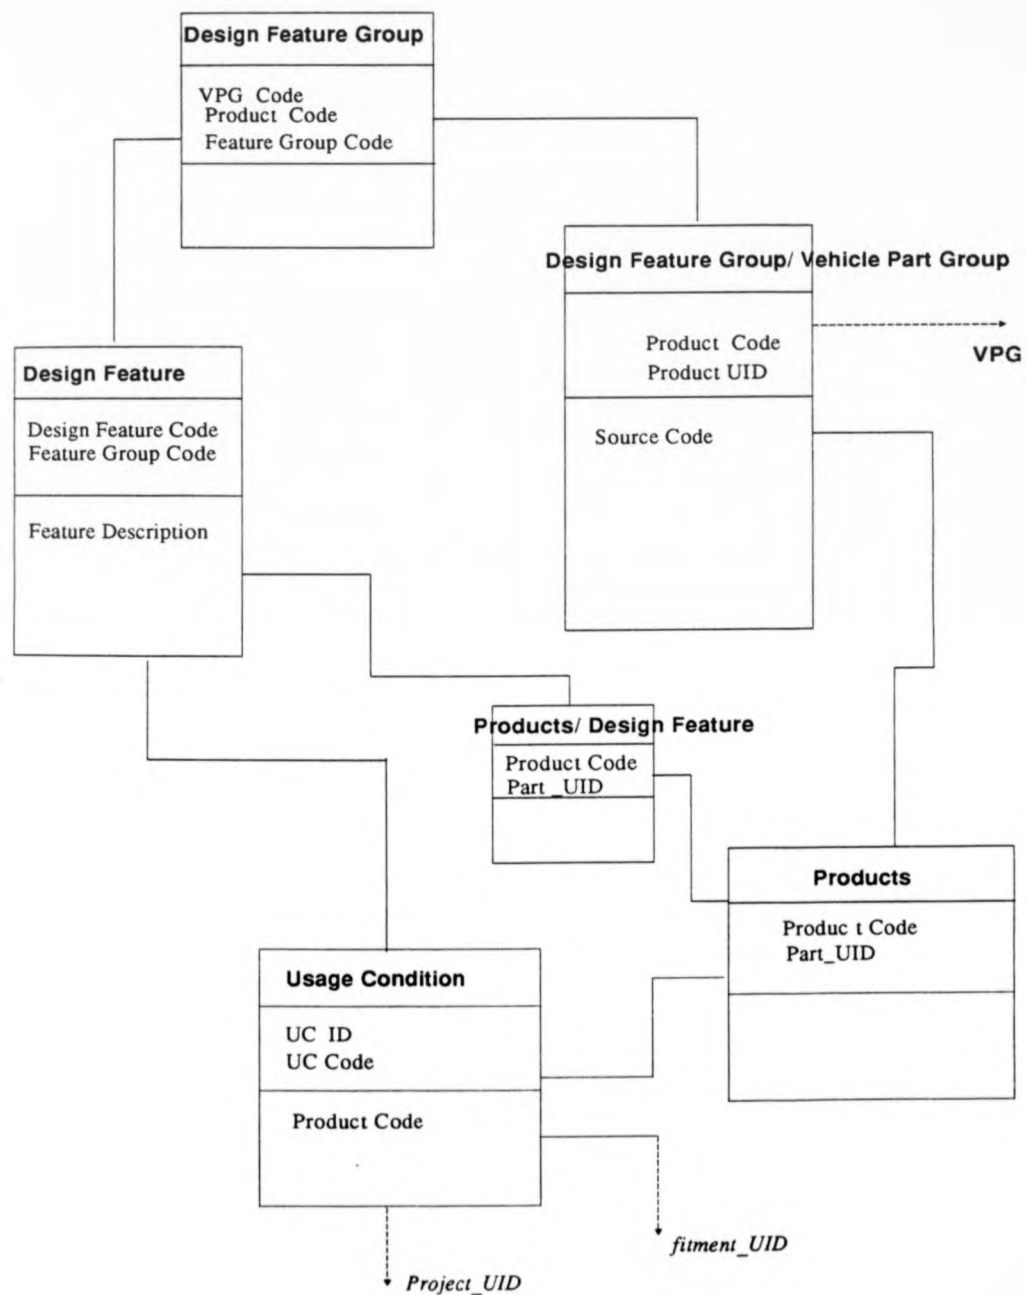 Design Feature Group
VPG Code
Product Code
Feature Group Code
Design Feature Group/ Vehicle Part Group
Product Code
Product UID
VPG
Source Code
Design Feature
Design Feature Code
Feature Group Code
Feature Description
Products/ Design Feature
Product Code
Part _UID
Products
Produc t Code
Part_UID
Usage Condition
UC ID
UC Code
Product Code
fitment_UID
Project_UID